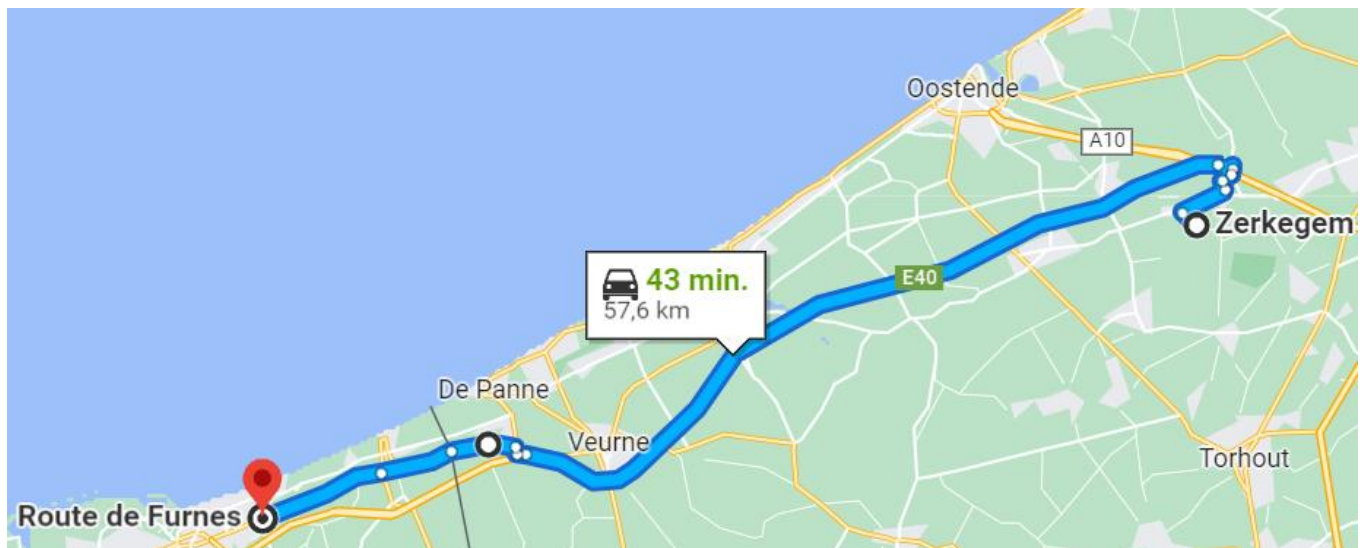 Oostende
A10
Zerkegem
43 min.
57,6 km
E40
De Panne
Veurne
Torhout
Route de Furnes